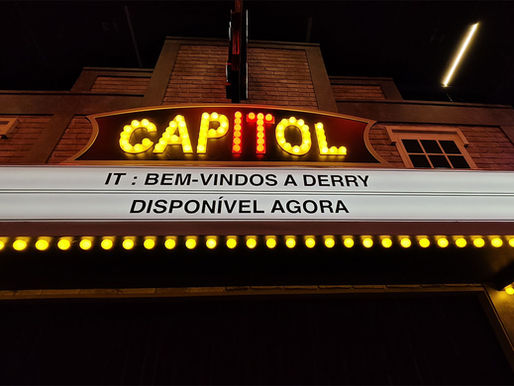 CAPITOL
IT : BEM-VINDOS A DERRY
DISPONÍVEL AGORA